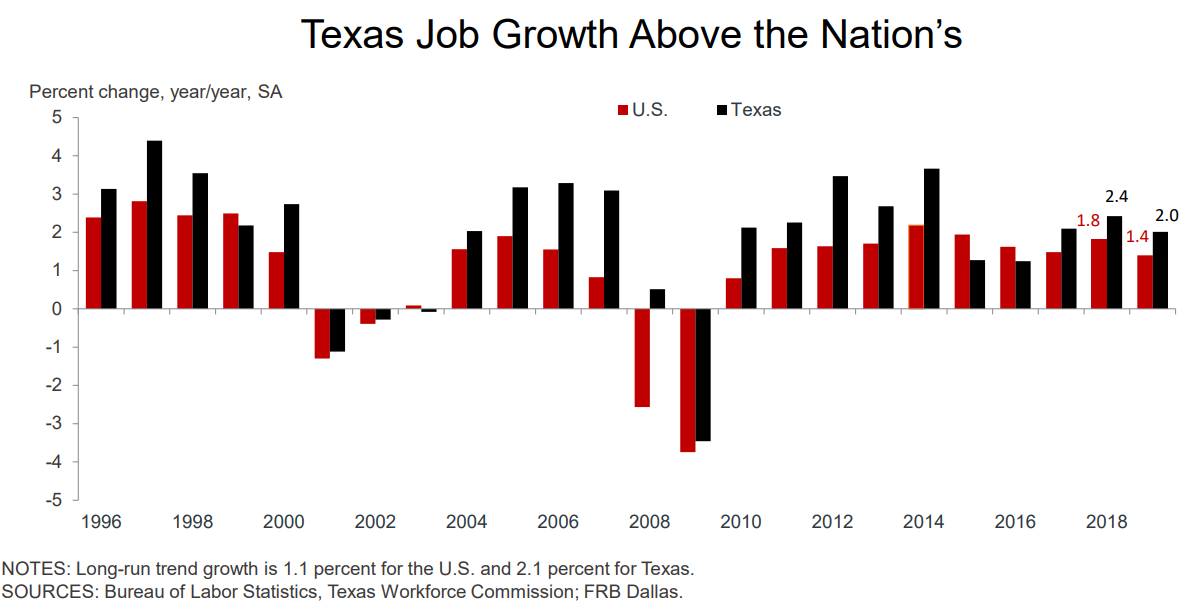 Texas Job Growth Above the Nation’s
Percent change, year/year, SA
U.S. Texas
5
4
3
2
1
0
-1
-2
-3
-4
-5
1.8
2.4
1.4
2.0
1996 1998 2000 2002 2004 2006 2008 2010 2012 2014 2016 2018
NOTES: Long-run trend growth is 1.1 percent for the U.S. and 2.1 percent for Texas.
SOURCES: Bureau of Labor Statistics, Texas Workforce Commission; FRB Dallas.